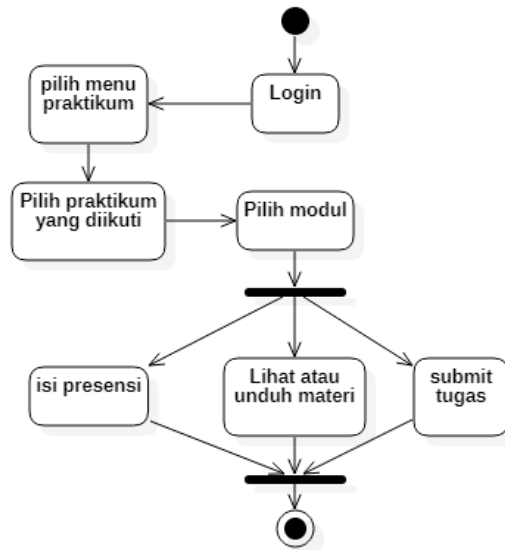 Login
pilih menu
praktikum
Pilih praktikum
yang diikuti
Pilih modul
isi presensi
Lihat atau
unduh materi
submit
tugas